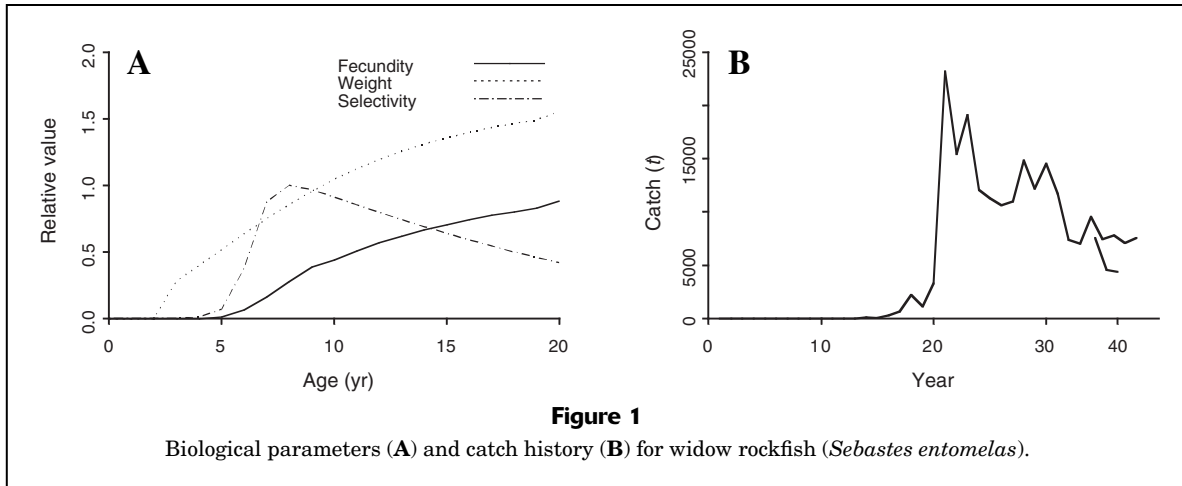 A
Fecundity
Weight
Selectivity
2.0
1.5
1.0
0.5
0.0
Relative value
0 5 10 15 20
Age (yr)
B
25000
15000
5000
0
Catch (t)
0 10 20 30 40
Year
Figure 1
Biological parameters (A) and catch history (B) for widow rockfish (Sebastes entomelas).